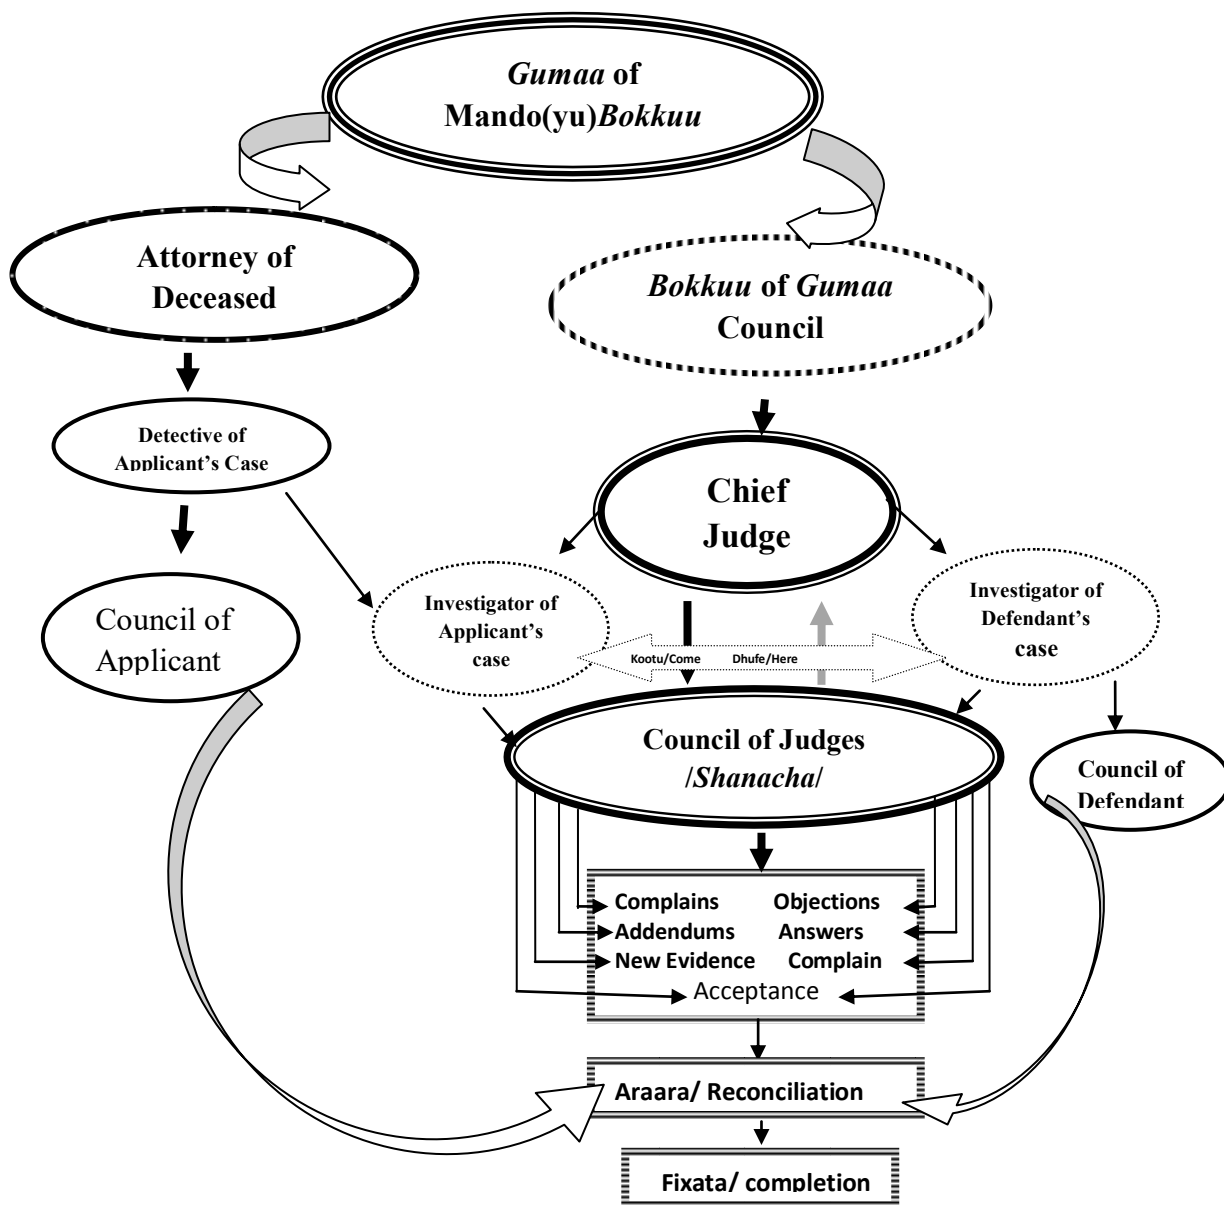 Gumaa of
Mando(yu)Bokkuu
Attorney of
Deceased
Bokkuu of Gumaa
Council
Detective of
Applicant's Case
Chief
Judge
Council of
Applicant
Investigator of
Applicant's
case
Investigator of
Defendant's
case
Kootu/Come Dhufe/Here
Council of Judges
/Shanacha/
Council of
Defendant
Complains Objections
Addendums Answers
New Evidence Complain
Acceptance
Araara/ Reconciliation
Fixata/ completion